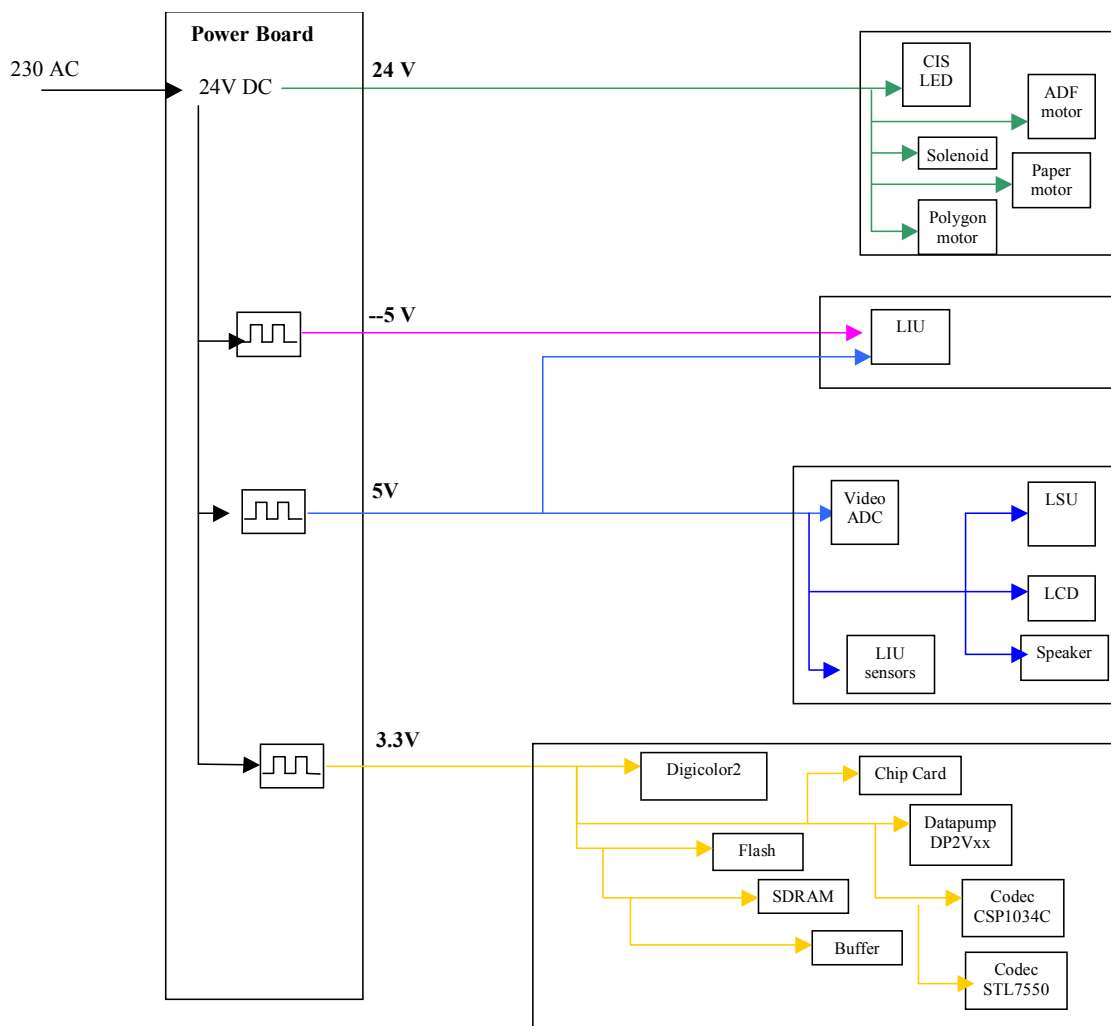 Power Board
230 AC
24V DC
24 V
CIS
LED
ADF
motor
Solenoid
Paper
motor
Polygon
motor
--5 V
LIU
5V
Video
ADC
LSU
LCD
LIU
sensors
Speaker
3.3V
Digicolor2
Chip Card
Datapump
DP2Vxx
Flash
SDRAM
Codec
CSP1034C
Buffer
Codec
STL7550